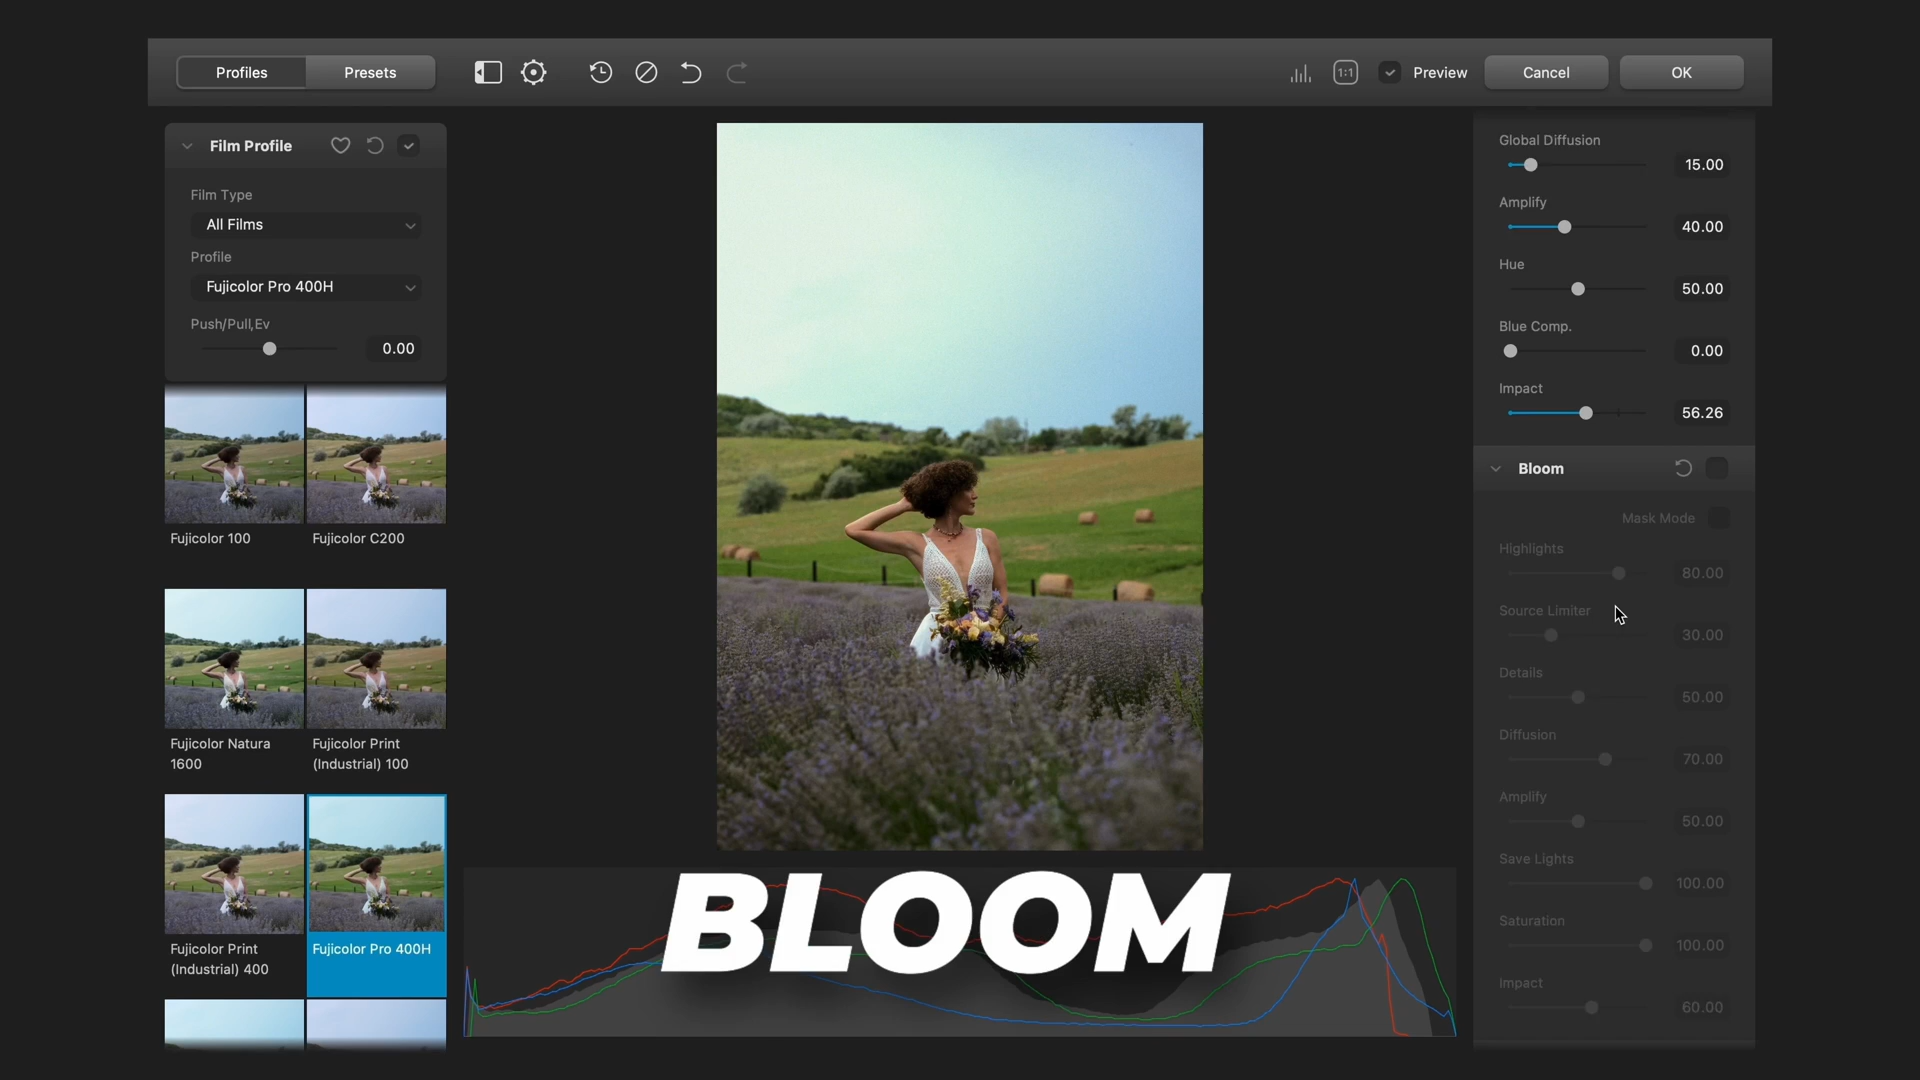 Profiles
Presets
1:1
Preview
Cancel
OK
Film Profile
Film Type
All Films
Profile
Fujicolor Pro 400H
Push/Pull,Ev
0.00
Fujicolor 100
Fujicolor C200
Fujicolor Natura
1600
Fujicolor Print
(Industrial) 100
Fujicolor Print
(Industrial) 400
Fujicolor Pro 400H
BLOOM
Global Diffusion
15.00
Amplify
40.00
Hue
50.00
Blue Comp.
0.00
Impact
56.26
Bloom
Mask Mode
Highlights
80.00
Source Limiter
30.00
Details
50.00
Diffusion
70.00
Amplify
50.00
Save Lights
100.00
Saturation
100.00
Impact
60.00